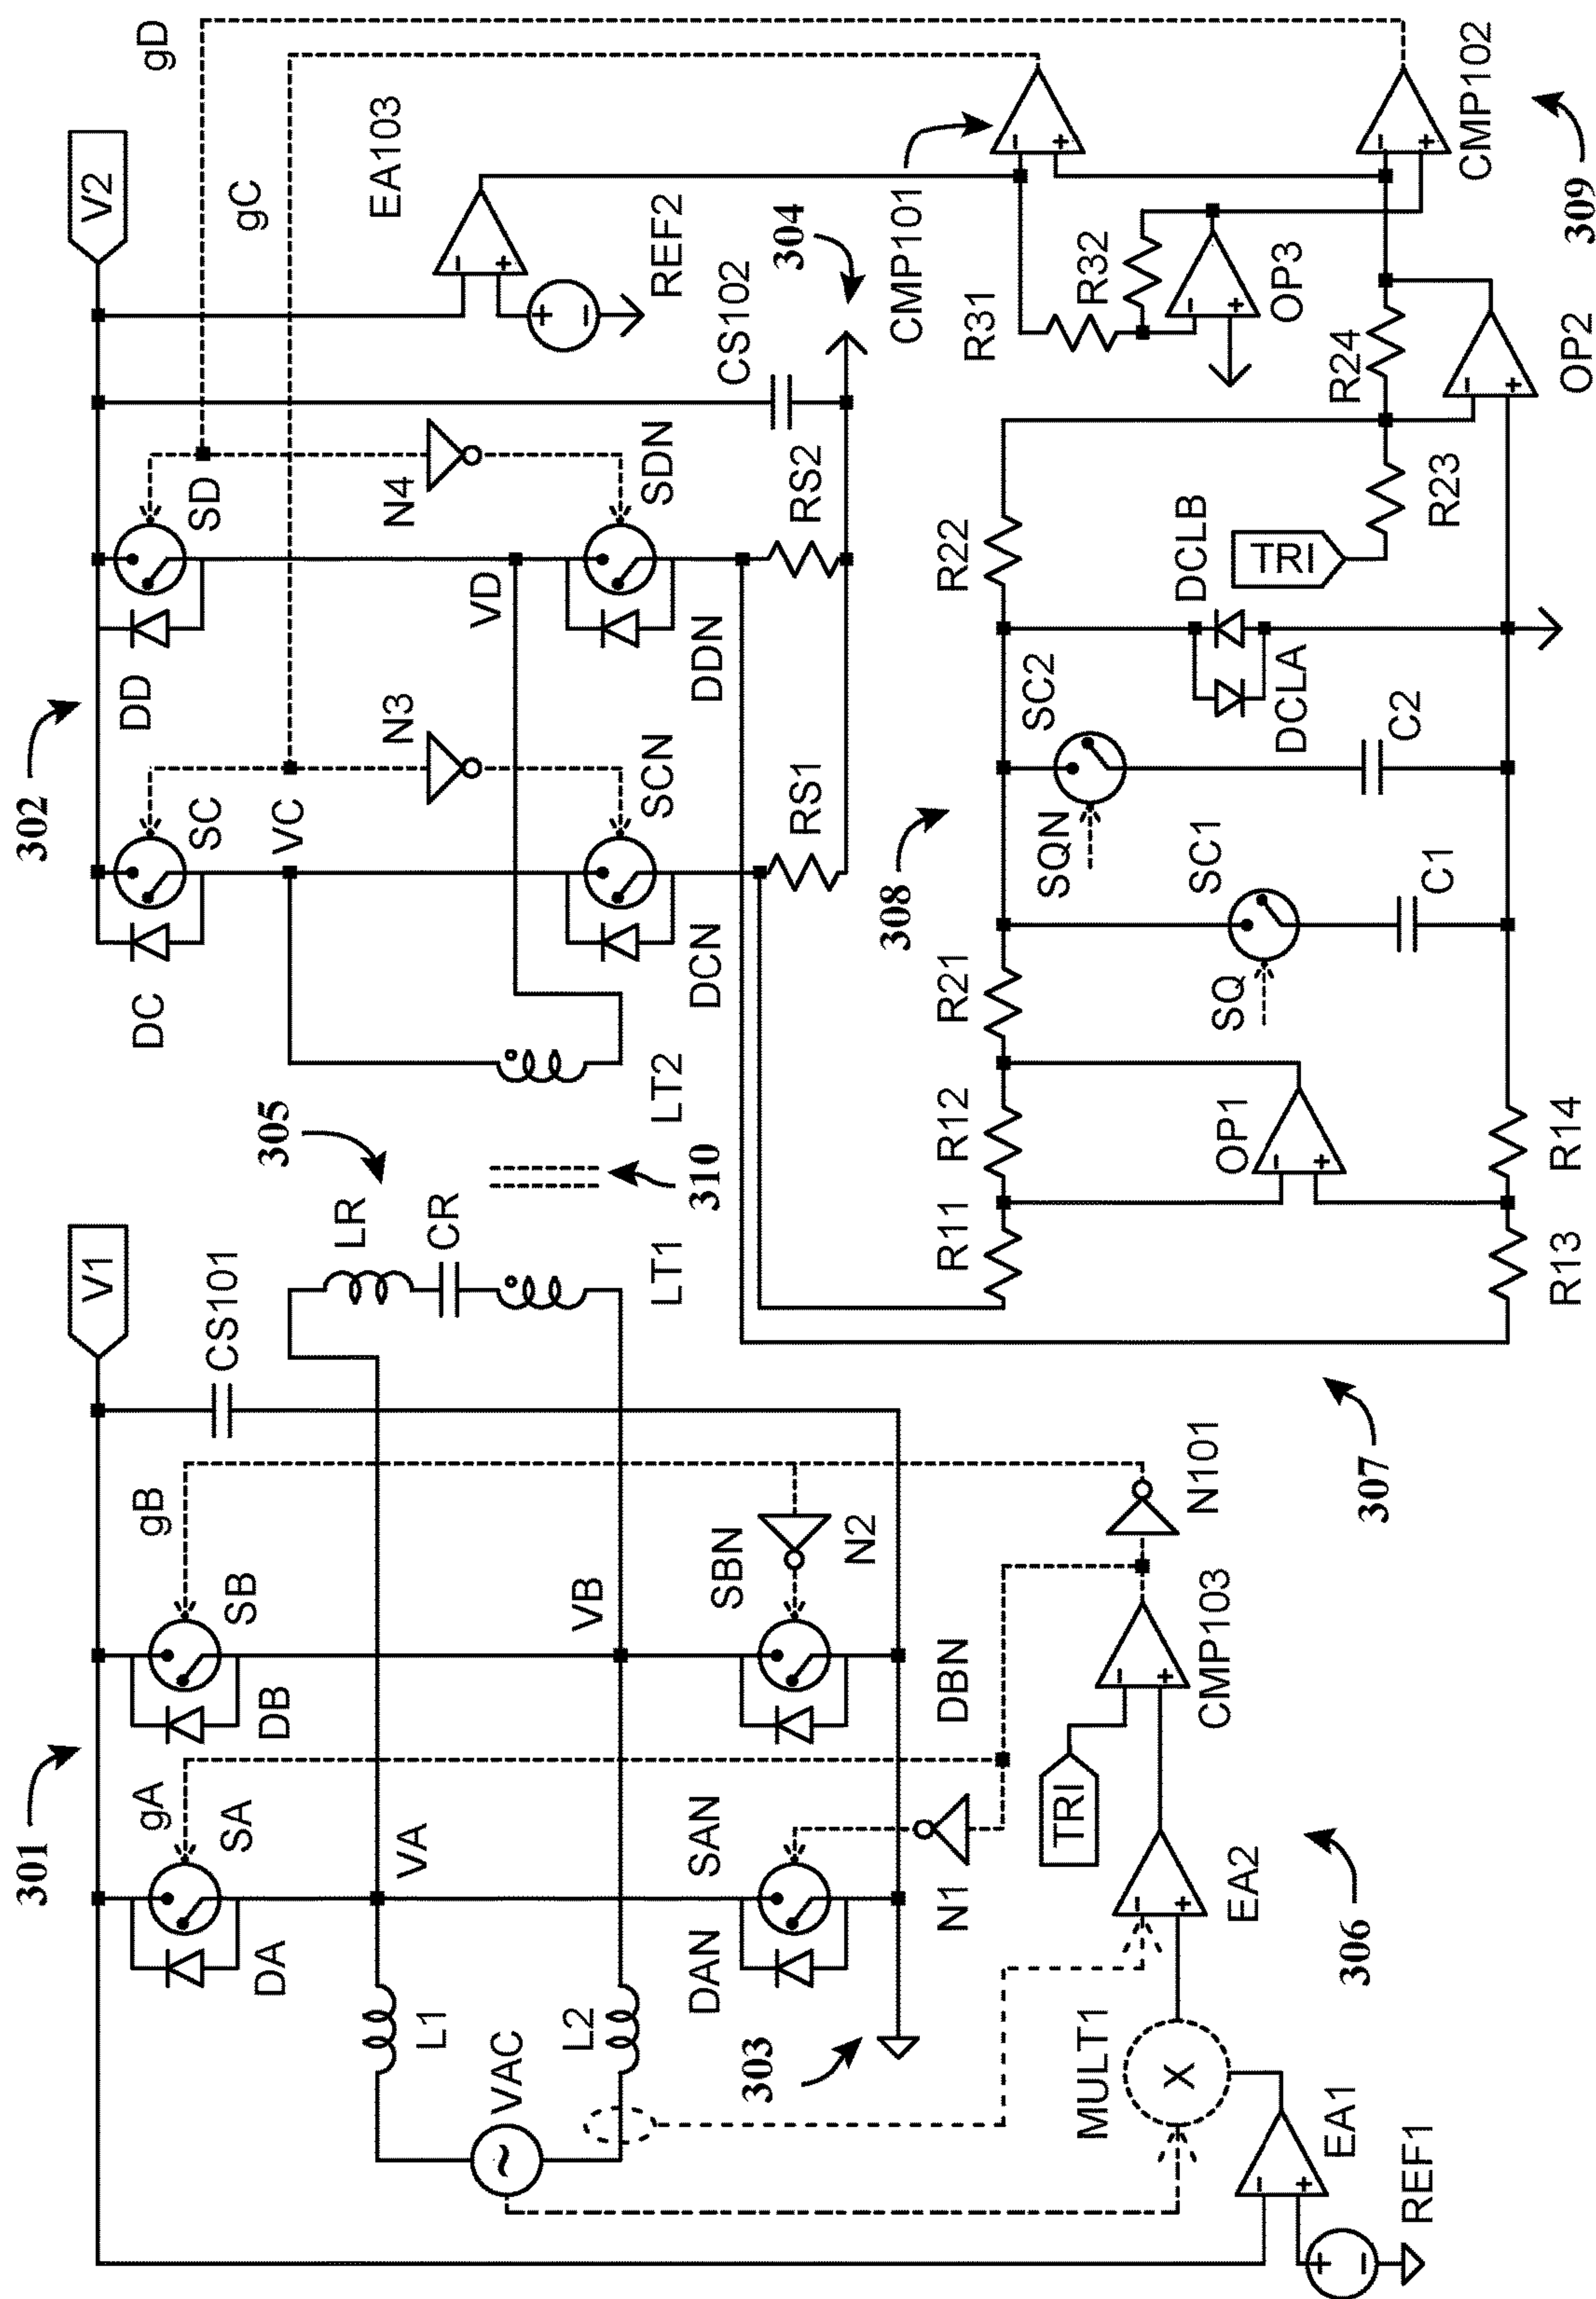 301
V1
gA
SA
DA
gB
SB
DB
CS101
VA
VB
L1
L2
VAC
303
DAN
SAN
N1
DBN
SBN
N2
LR
CR
LT1
305
310
LT2
EA1
REF1
MULT1
EA2
306
TRI
CMP103
N101
307
302
V2
DC
SC
VC
gC
DD
SD
VD
gD
N3
N4
DCN
SCN
DDN
SDN
RS1
RS2
CS102
304
EA103
REF2
CMP101
R11
R12
R13
R14
OP1
R21
308
SQ
SC1
C1
SQN
SC2
C2
DCLA
DCLB
R22
TRI
R23
R24
OP2
R31
R32
OP3
CMP102
309